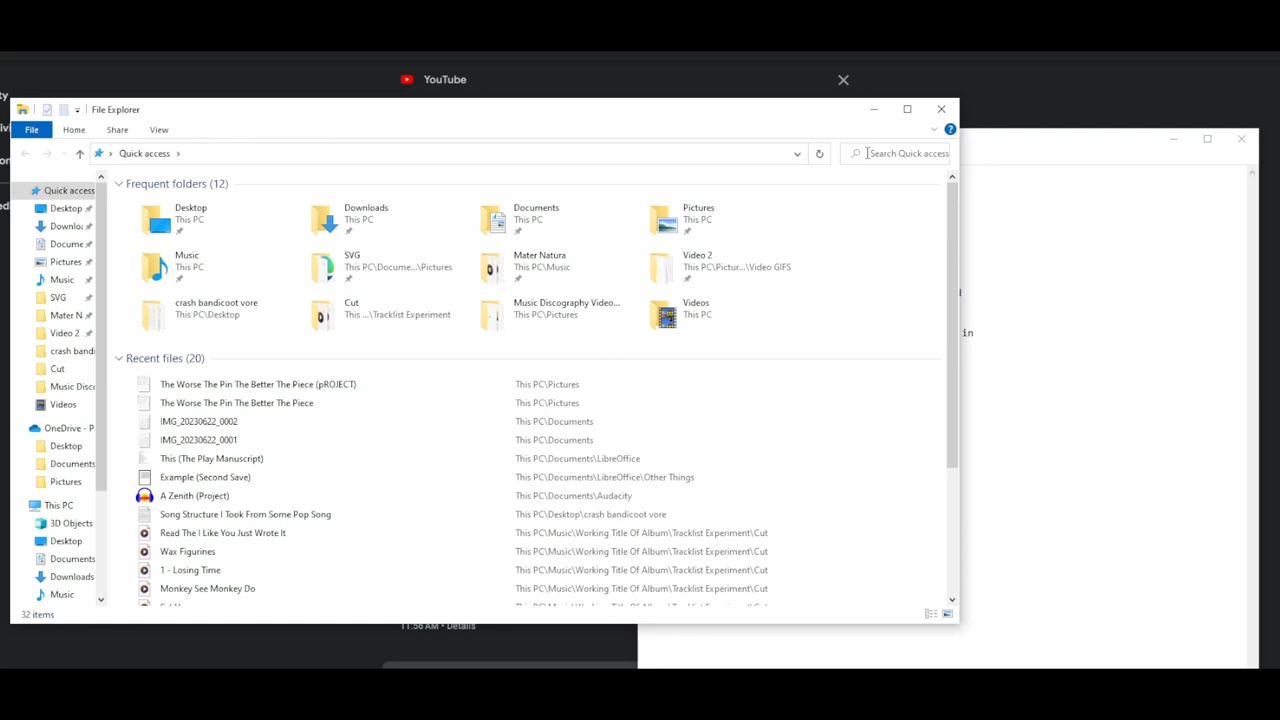 YouTube
ty
File Explorer
File Home Share View
Quick access
Search Quick access
Quick access
Desktop
Downloa
Docume
Pictures
Music
SVG
Mater N
Video 2
crash bandi
Cut
Music Disc
Videos
OneDrive - P
Desktop
Documents
Pictures
This PC
3D Objects
Desktop
Documents
Downloads
Music
Frequent folders (12)
Desktop
This PC
Downloads
This PC
Documents
This PC
Pictures
This PC
Music
This PC
SVG
This PC\Docume...\Pictures
Mater Natura
This PC\Music
Video 2
This PC\Pictur...\Video GIFS
crash bandicoot vore
This PC\Desktop
Cut
This ...\Tracklist Experiment
Music Discography Video...
This PC\Pictures
Videos
This PC
Recent files (20)
The Worse The Pin The Better The Piece (pROJECT) This PC\Pictures
The Worse The Pin The Better The Piece This PC\Pictures
IMG_20230622_0002 This PC\Documents
IMG_20230622_0001 This PC\Documents
This (The Play Manuscript) This PC\Documents\LibreOffice
Example (Second Save) This PC\Documents\LibreOffice\Other Things
A Zenith (Project) This PC\Documents\Audacity
Song Structure I Took From Some Pop Song This PC\Desktop\crash bandicoot vore
Read The I Like You Just Wrote It This PC\Music\Working Title Of Album\Tracklist Experiment\Cut
Wax Figurines This PC\Music\Working Title Of Album\Tracklist Experiment\Cut
1 - Losing Time This PC\Music\Working Title Of Album\Tracklist Experiment\Cut
Monkey See Monkey Do This PC\Music\Working Title Of Album\Tracklist Experiment\Cut
32 items
in
11:56 AM • Details